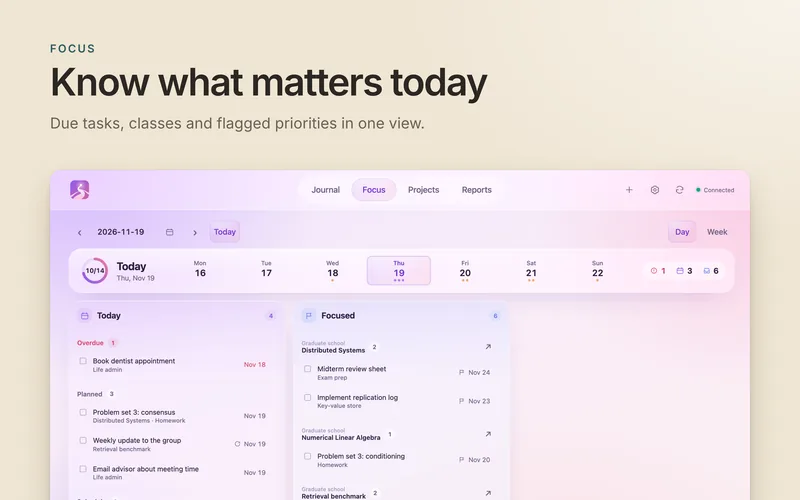 FOCUS
Know what matters today
Due tasks, classes and flagged priorities in one view.
Journal Focus Projects Reports
Connected
2026-11-19
Today
Day Week
10/14
Today
Thu, Nov 19
Mon 16
Tue 17
Wed 18
Thu 19
Fri 20
Sat 21
Sun 22
1 3 6
Today 4
Overdue 1
Book dentist appointment
Life admin
Nov 18
Planned 3
Problem set 3: consensus
Distributed Systems · Homework
Nov 19
Weekly update to the group
Retrieval benchmark
Nov 19
Email advisor about meeting time
Life admin
Nov 19
Focused 6
Graduate school
Distributed Systems 2
Midterm review sheet
Exam prep
Nov 24
Implement replication log
Key-value store
Nov 23
Graduate school
Numerical Linear Algebra 1
Problem set 3: conditioning
Homework
Nov 20
Graduate school
Retrieval benchmark 2